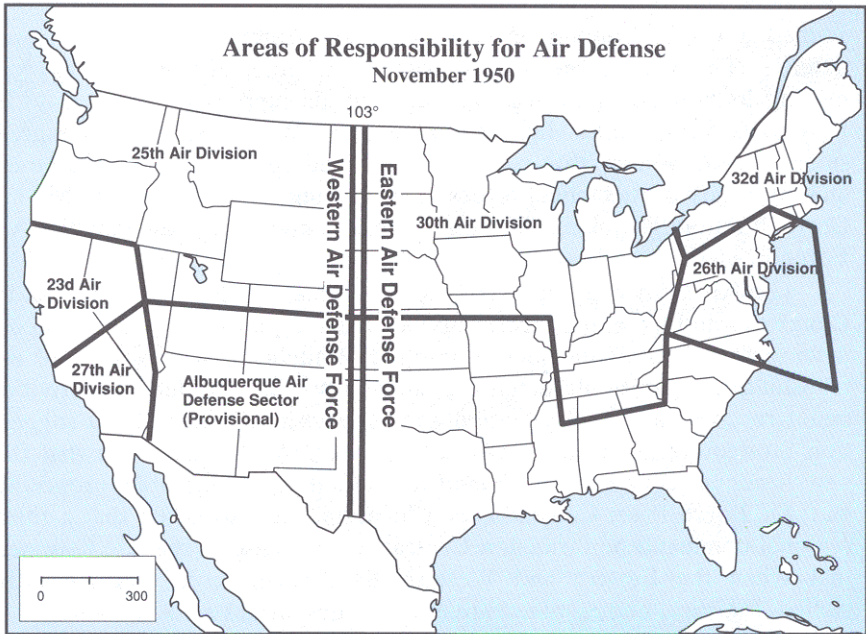 Areas of Responsibility for Air Defense
November 1950
103°
25th Air Division
Western Air Defense Force
Eastern Air Defense Force
30th Air Division
32d Air Division
23d Air
Division
26th Air Division
27th Air
Division
Albuquerque Air
Defense Sector
(Provisional)
0 300